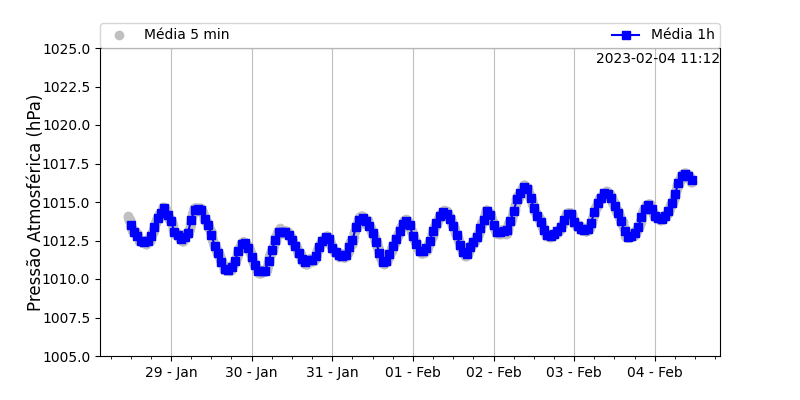 Média 5 min
Média 1h
2023-02-04 11:12
Pressão Atmosférica (hPa)
1025.0
1022.5
1020.0
1017.5
1015.0
1012.5
1010.0
1007.5
1005.0
29 - Jan
30 - Jan
31 - Jan
01 - Feb
02 - Feb
03 - Feb
04 - Feb